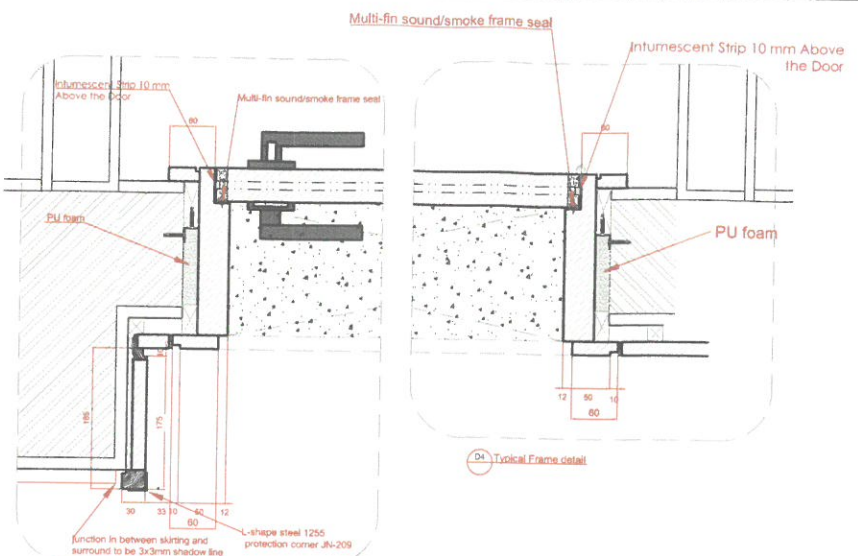 Multi-fin sound/smoke frame seal
Intumescent Strip 10 mm Above
the Door
Intumescent Strip 10 mm
Above the Door
Multi-fin sound/smoke frame seal
60
60
PU foam
PU foam
185
175
12
50
10
60
30
33
10
50
12
60
D4
Typical Frame detail
L-shape steel 1255
protection corner JN-209
junction in between skirting and
surround to be 3x3mm shadow line